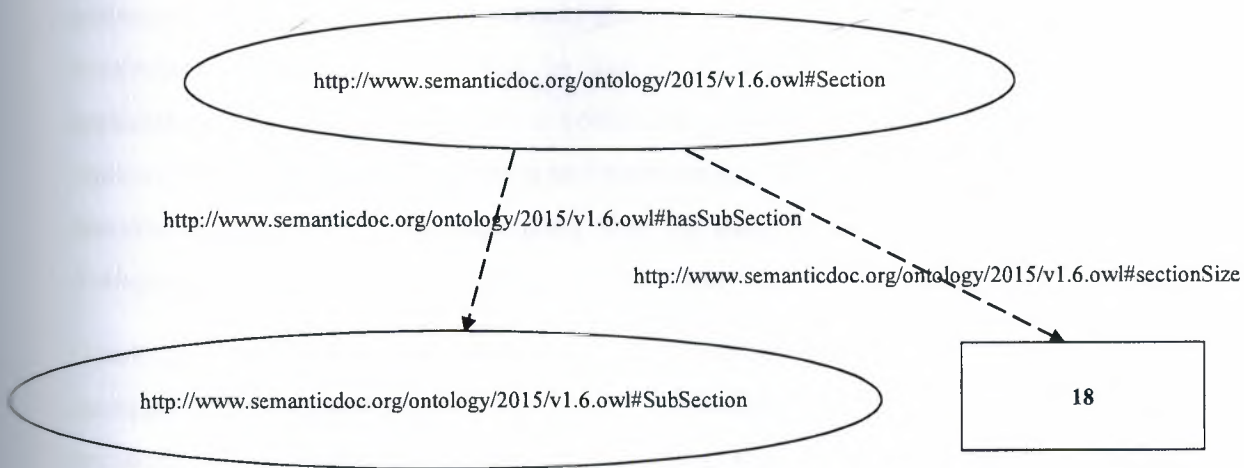 http://www.semanticdoc.org/ontology/2015/v1.6.owl#Section
http://www.semanticdoc.org/ontology/2015/v1.6.owl#hasSubSection
http://www.semanticdoc.org/ontology/2015/v1.6.owl#sectionSize
http://www.semanticdoc.org/ontology/2015/v1.6.owl#SubSection
18